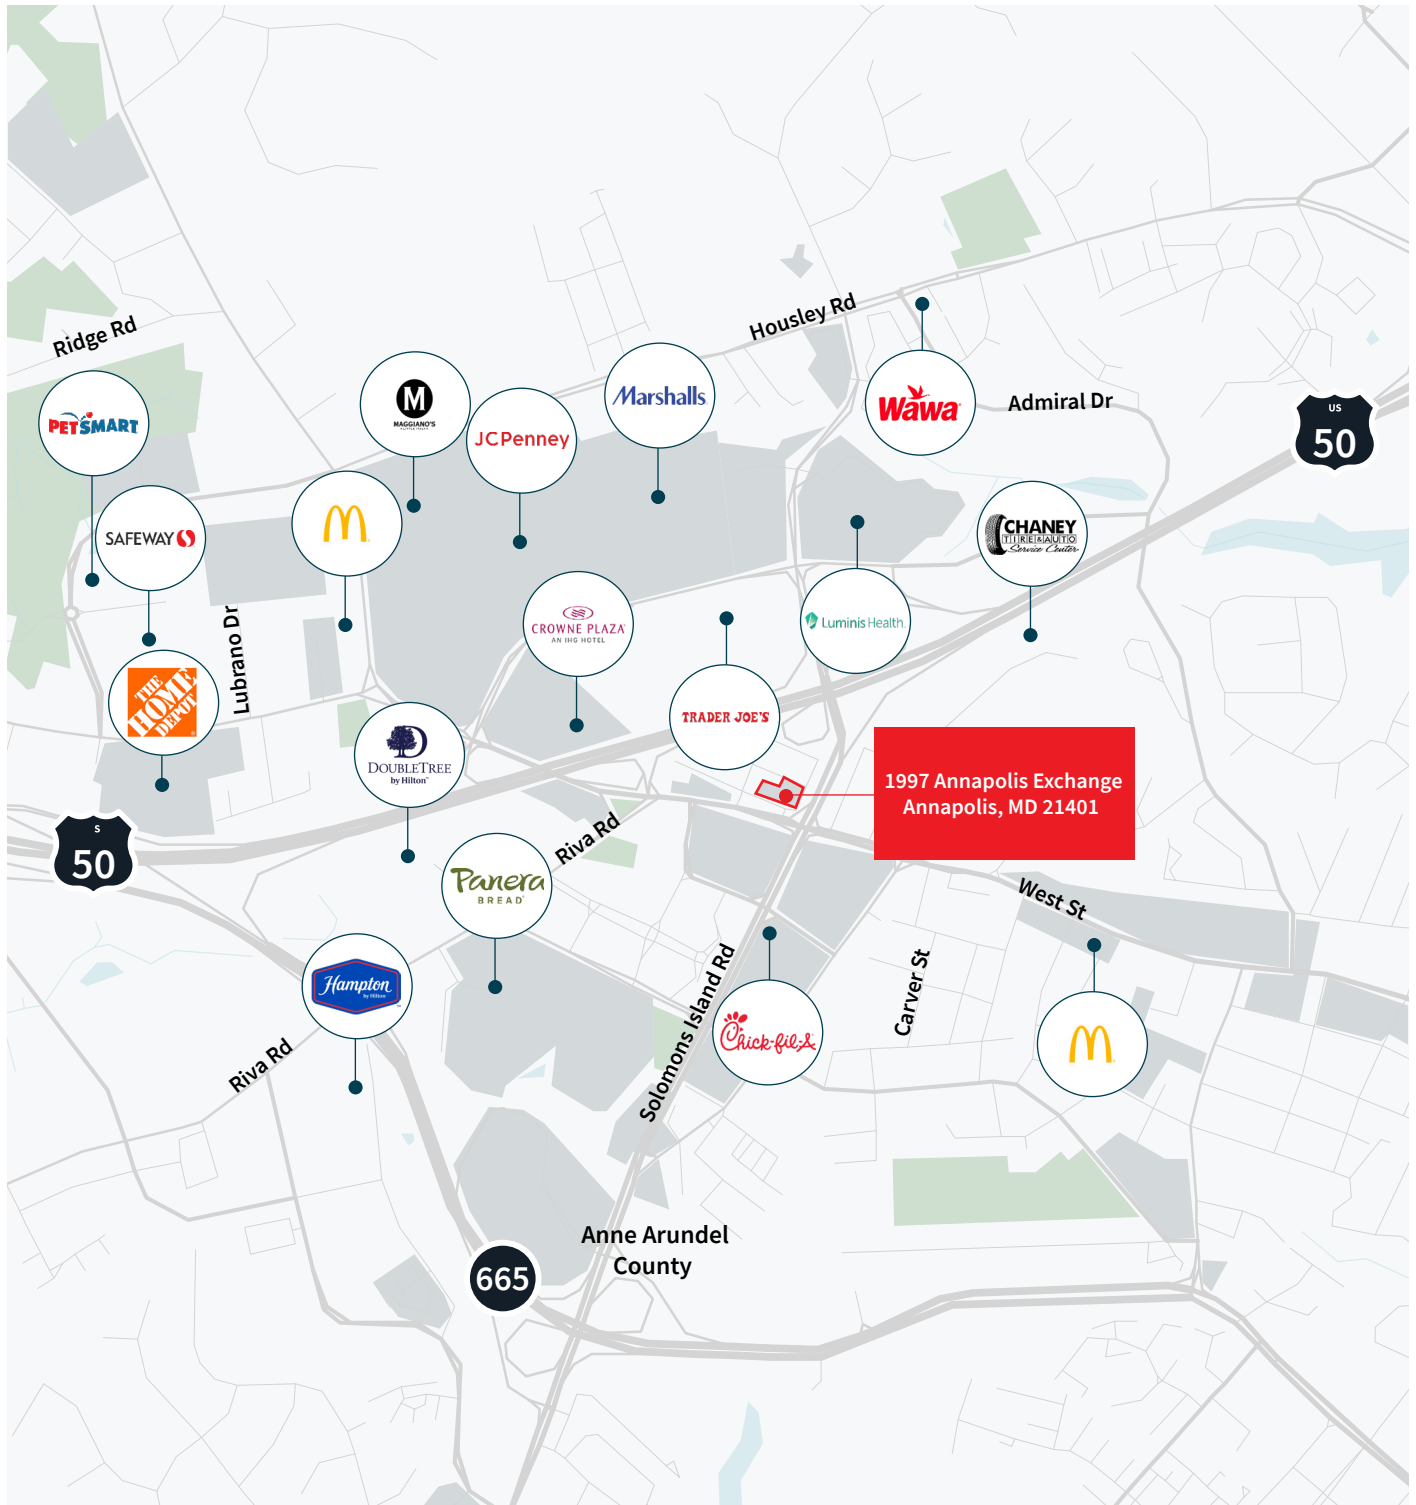 Housley Rd
Ridge Rd
Marshalls
M
MAGGIANO'S
JCPenney
Wawa
Admiral Dr
US
50
PETSMART
SAFEWAY
CHANEY
TIRE & AUTO
Service Center
CROWNE PLAZA
AN IHG HOTEL
Luminis Health
Lubrano Dr
THE
HOME
DEPOT
TRADER JOE'S
D
DOUBLETREE
by Hilton™
1997 Annapolis Exchange
Annapolis, MD 21401
S
50
Riva Rd
Panera
BREAD
West St
Hampton
by Hilton
Solomons Island Rd
Carver St
Chick-fil-A
Riva Rd
Anne Arundel
County
665